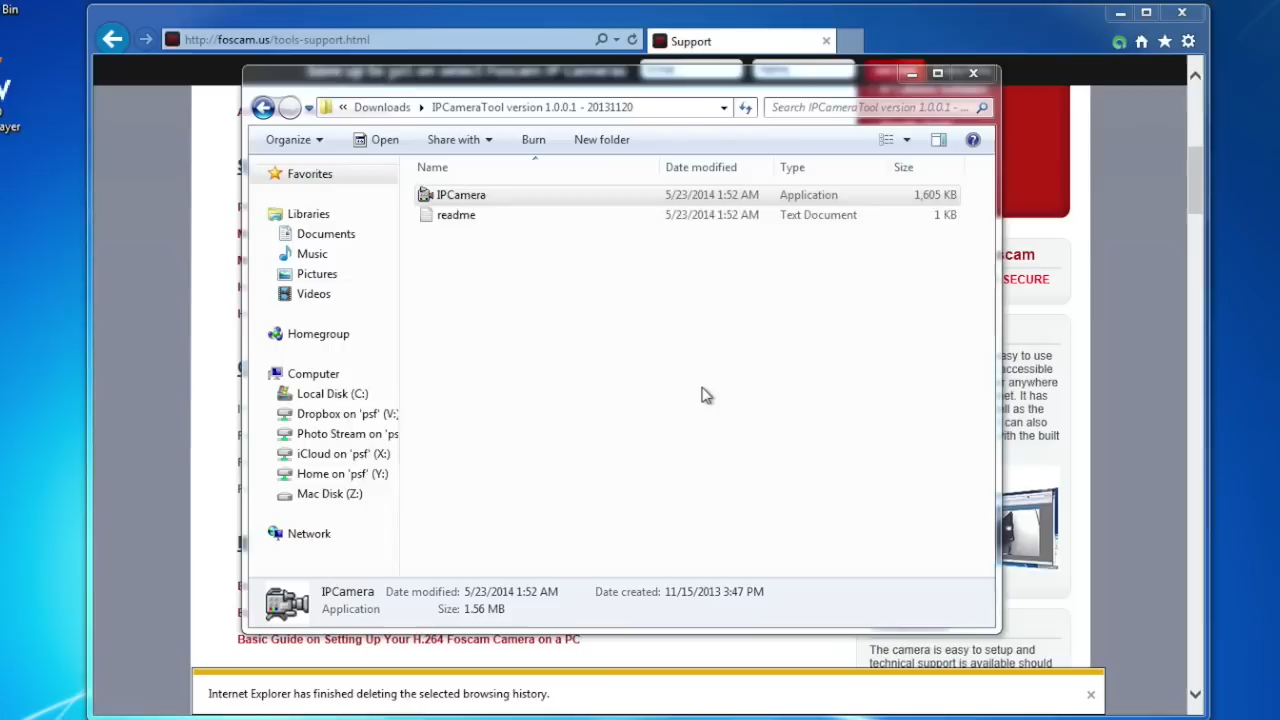 Bin
ayer
http://foscam.us/tools-support.html
Support
Downloads
IPCameraTool version 1.0.0.1 - 20131120
Search IPCameraTool version 1.0.0.1 - ...
Organize
Open
Share with
Burn
New folder
Name
Date modified
Type
Size
Favorites
IPCamera
5/23/2014 1:52 AM
Application
1,605 KB
readme
5/23/2014 1:52 AM
Text Document
1 KB
Libraries
Documents
Music
Pictures
Videos
Homegroup
Computer
Local Disk (C:)
Dropbox on 'psf' (V:)
Photo Stream on 'ps
iCloud on 'psf' (X:)
Home on 'psf' (Y:)
Mac Disk (Z:)
Network
scam
SECURE
asy to use
accessible
r anywhere
et. It has
ell as the
can also
with the built
IPCamera
Date modified: 5/23/2014 1:52 AM
Date created: 11/15/2013 3:47 PM
Application
Size: 1.56 MB
Basic Guide on Setting Up Your H.264 Foscam Camera on a PC
The camera is easy to setup and
technical support is available should
Internet Explorer has finished deleting the selected browsing history.